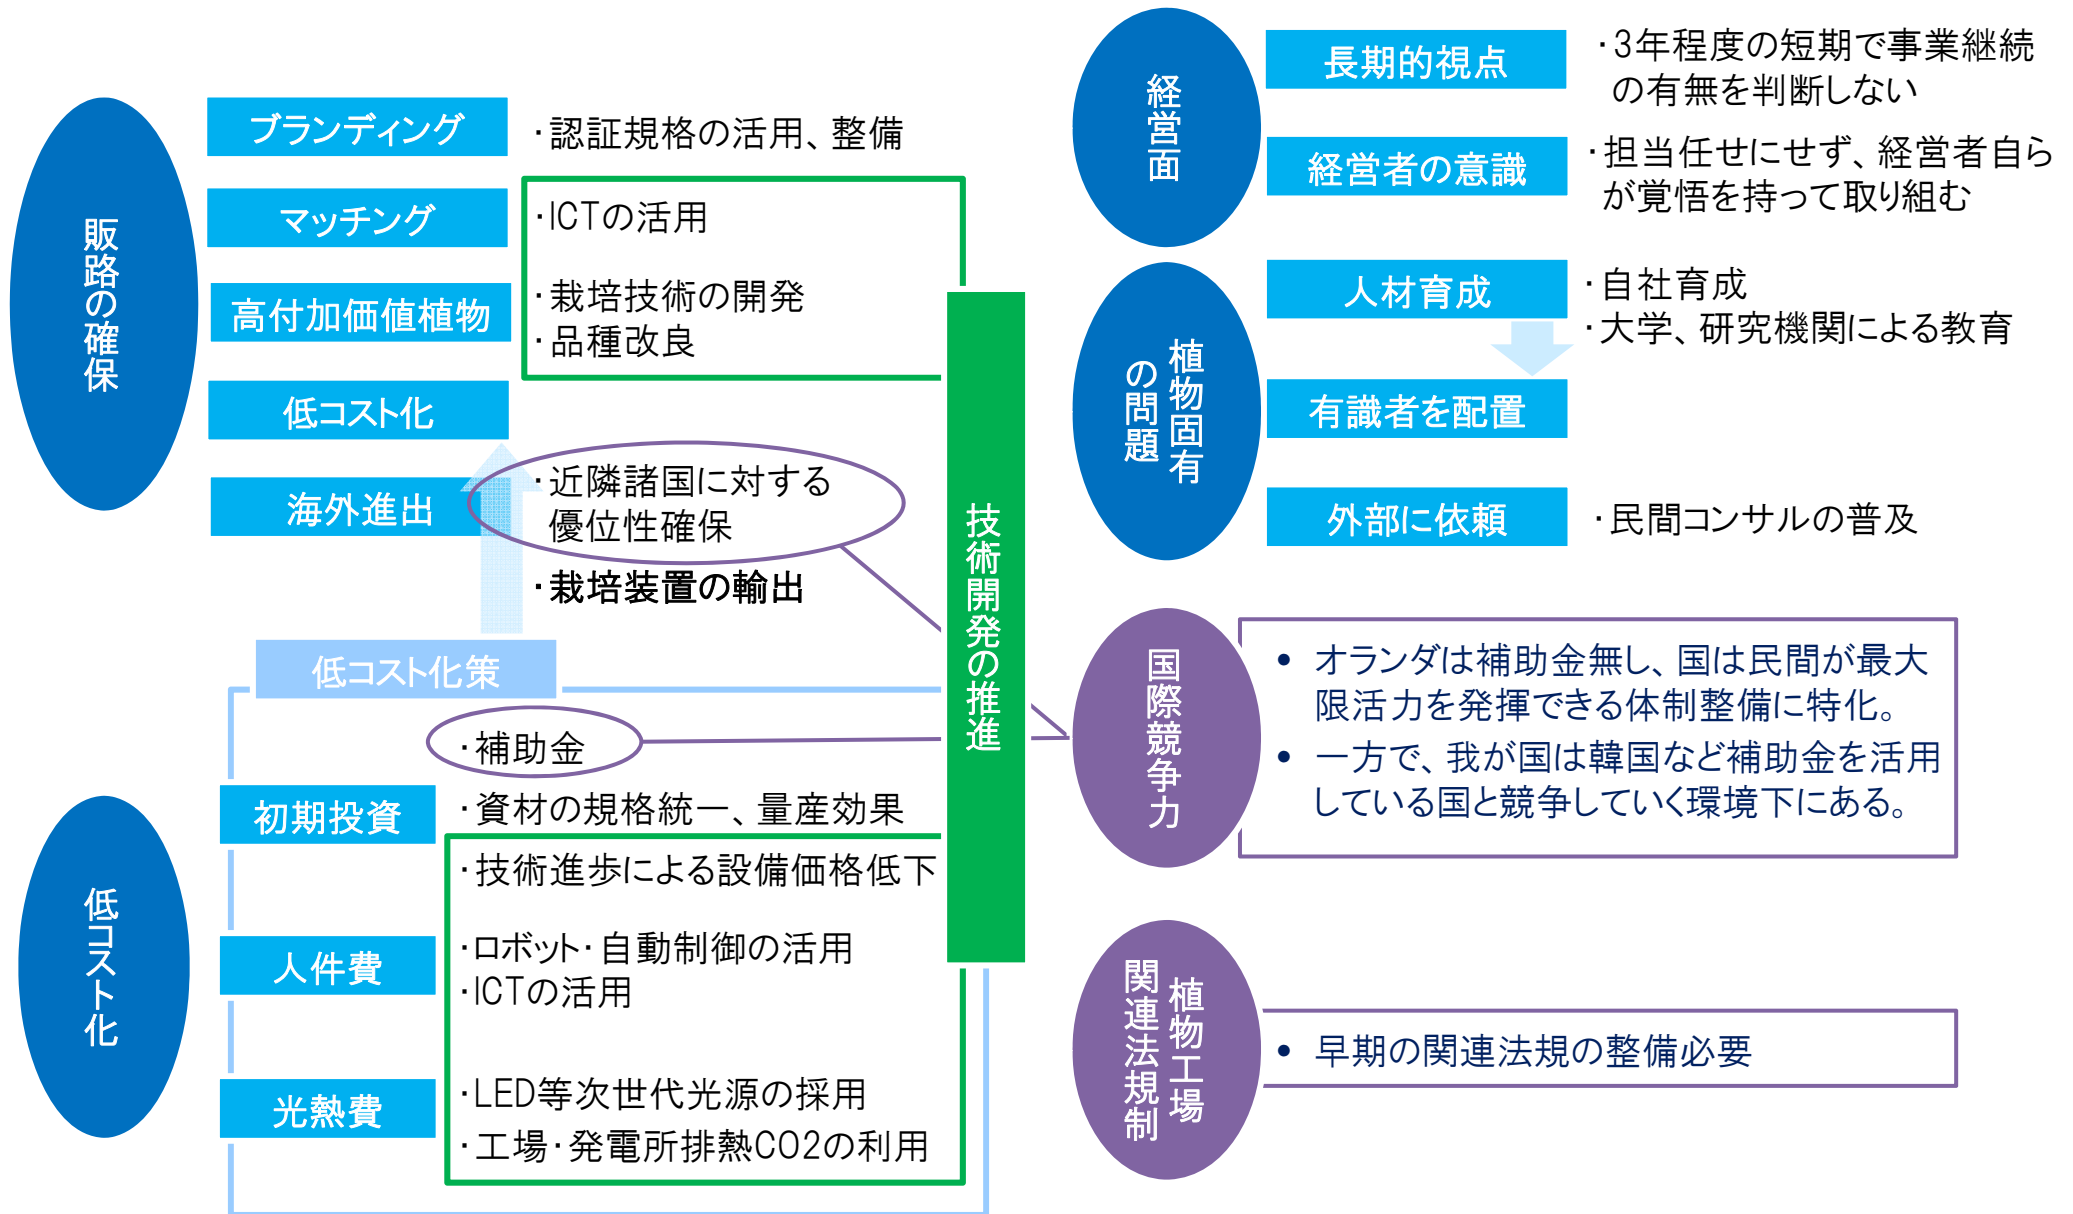 販路の確保
ブランディング
・認証規格の活用、整備
マッチング
・ICTの活用
高付加価値植物
・栽培技術の開発
・品種改良
低コスト化
海外進出
・近隣諸国に対する
優位性確保
・栽培装置の輸出
低コスト化策
・補助金
低コスト化
初期投資
・資材の規格統一、量産効果
・技術進歩による設備価格低下
人件費
・ロボット・自動制御の活用
・ICTの活用
光熱費
・LED等次世代光源の採用
・工場・発電所排熱CO2の利用
技術開発の推進
経営面
長期的視点
・3年程度の短期で事業継続
の有無を判断しない
経営者の意識
・担当任せにせず、経営者自ら
が覚悟を持って取り組む
植物固有
の問題
人材育成
・自社育成
・大学、研究機関による教育
有識者を配置
外部に依頼
・民間コンサルの普及
国際競争力
• オランダは補助金無し、国は民間が最大
限活力を発揮できる体制整備に特化。
• 一方で、我が国は韓国など補助金を活用
している国と競争していく環境下にある。
植物工場
関連法規制
• 早期の関連法規の整備必要